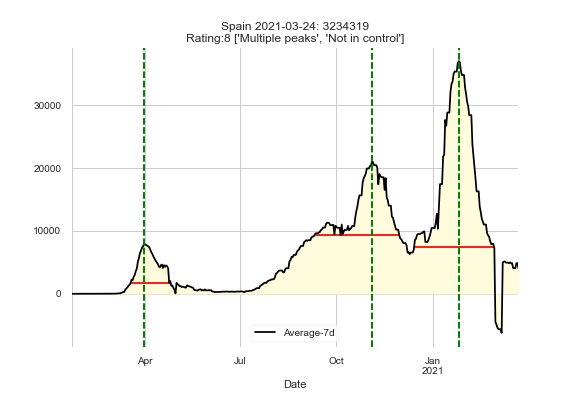 Spain 2021-03-24: 3234319
Rating:8 ['Multiple peaks', 'Not in control']
30000
20000
10000
0
Average-7d
Apr
Jul
Oct
Jan
2021
Date